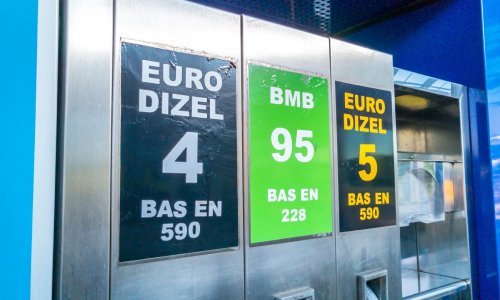 EURO
DIZEL
4
BAS EN
590
BMB
95
BAS EN
228
EURO
DIZEL
5
BAS EN
590